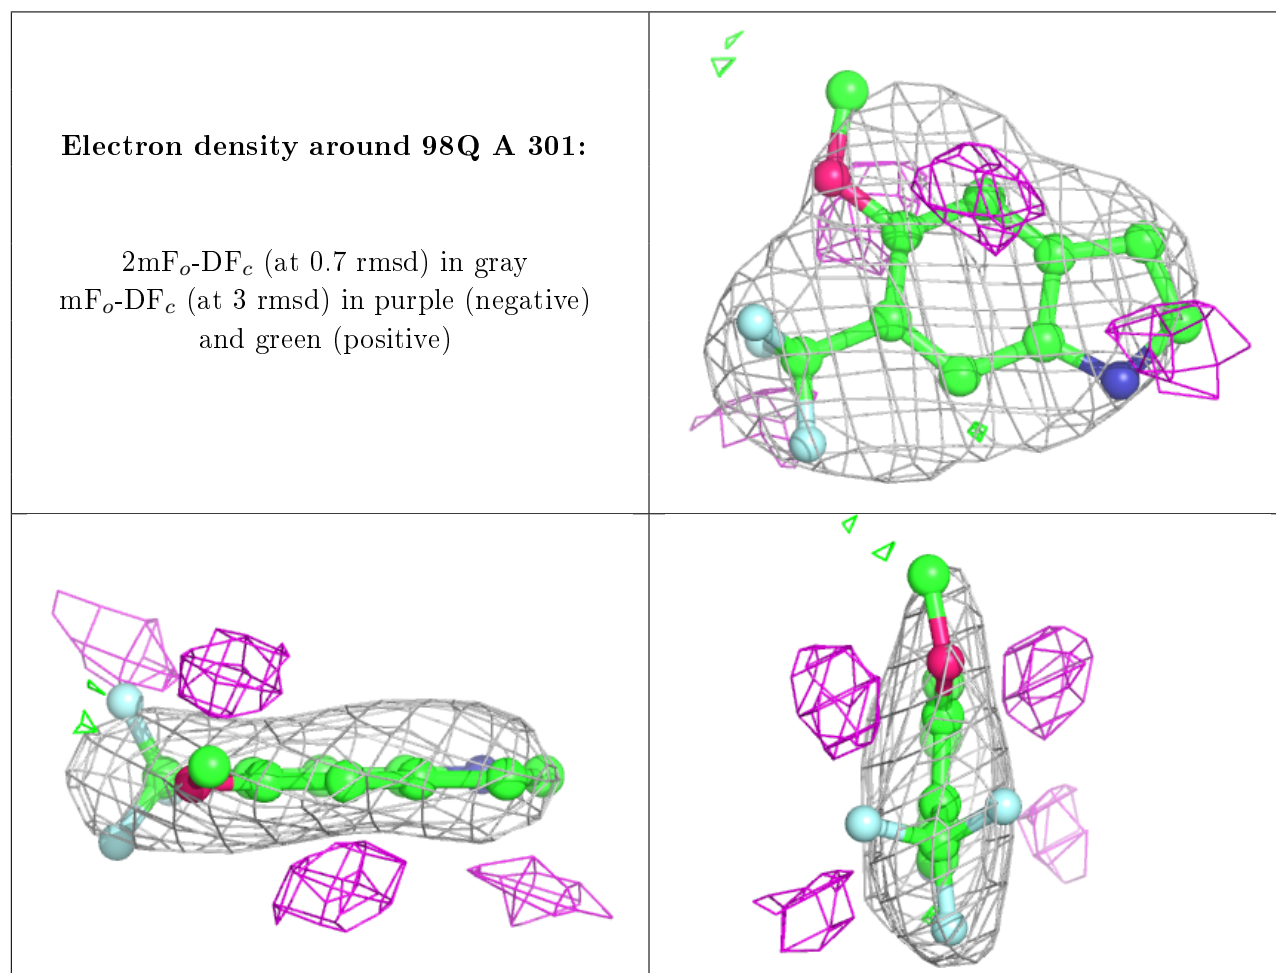 Electron density around 98Q A 301:
2mFo-DFc (at 0.7 rmsd) in gray
mFo-DFc (at 3 rmsd) in purple (negative)
and green (positive)